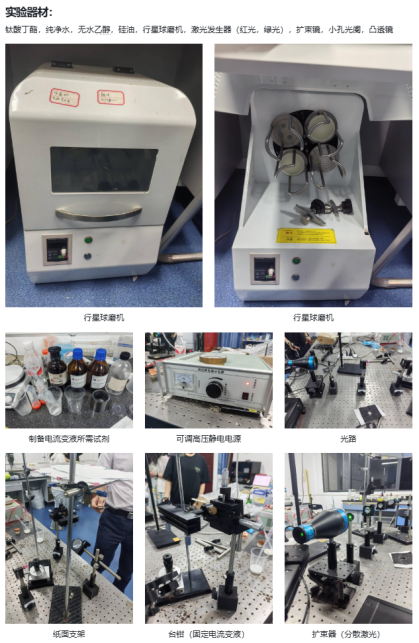 实验器材：
钛酸丁酯，纯净水，无水乙醇，硅油，行星球磨机，激光发生器（红光，绿光），扩束镜，小孔光阑，凸透镜
行星球磨机
行星球磨机
制备电流变液所需试剂
可调高压静电电源
光路
纸面支架
台钳（固定电流变液）
扩束器（分散激光）